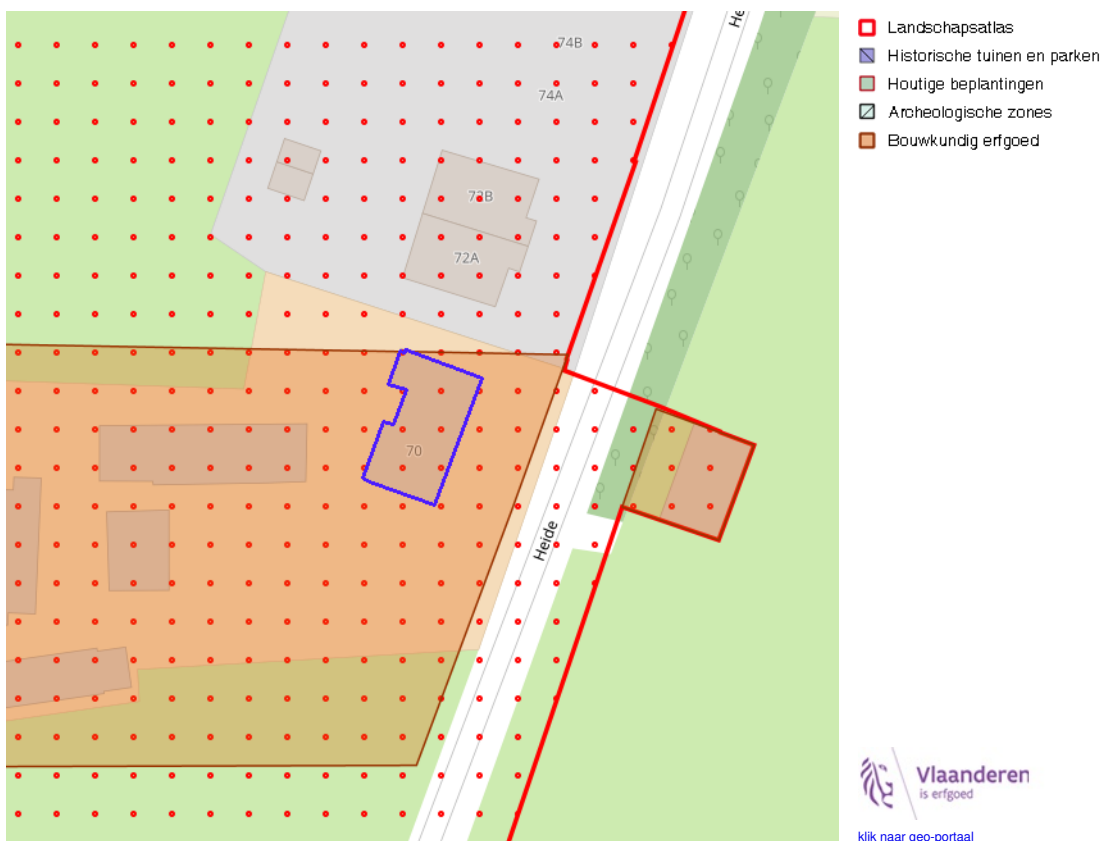 He
74B
74A
73B
72A
70
Heide
Landschapsatlas
Historische tuinen en parken
Houtige beplantingen
Archeologische zones
Bouwkundig erfgoed
Vlaanderen
is erfgoed
klik naar geo-portaal